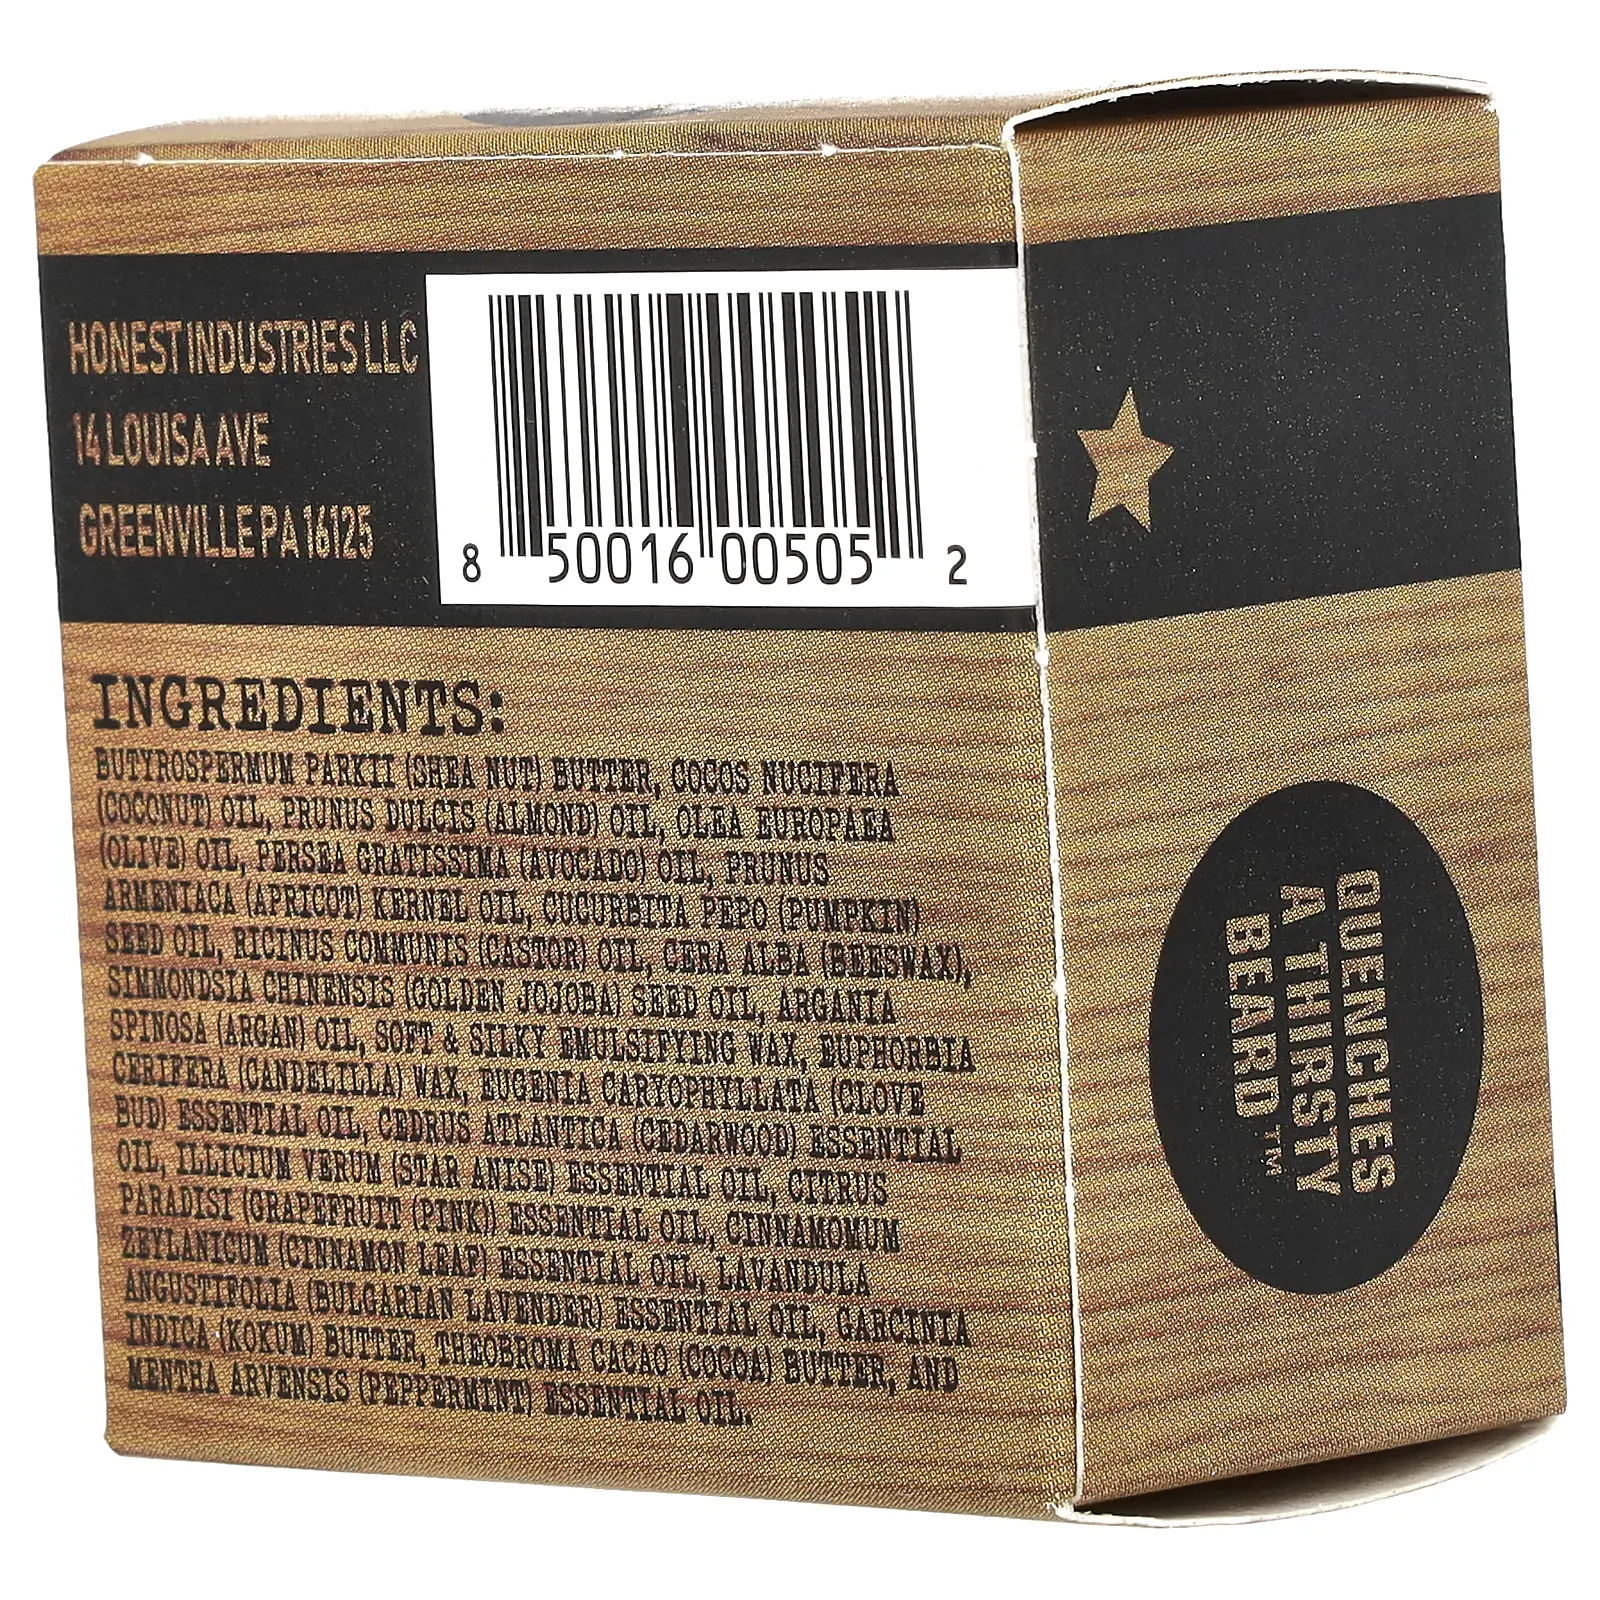 HONEST INDUSTRIES LLC
14 LOUISA AVE
GREENVILLE PA 16125
8 50016 00505 2
INGREDIENTS:
BUTYROSPERMUM PARKII (SHEA NUT) BUTTER, COCOS NUCIFERA
(COCONUT) OIL, PRUNUS DULCIS (ALMOND) OIL, OLEA EUROPAEA
(OLIVE) OIL, PERSEA GRATISSIMA (AVOCADO) OIL, PRUNUS
ARMENIACA (APRICOT) KERNEL OIL, CUCURBITA PEPO (PUMPKIN)
SEED OIL, RICINUS COMMUNIS (CASTOR) OIL, CERA ALBA (BEESWAX),
SIMMONDSIA CHINENSIS (GOLDEN JOJOBA) SEED OIL, ARGANIA
SPINOSA (ARGAN) OIL, SOFT & SILKY EMULSIFYING WAX, EUPHORBIA
CERIFERA (CANDELILLA) WAX, EUGENIA CARYOPHYLLATA (CLOVE
BUD) ESSENTIAL OIL, CEDRUS ATLANTICA (CEDARWOOD) ESSENTIAL
OIL, ILLICIUM VERUM (STAR ANISE) ESSENTIAL OIL, CITRUS
PARADISI (GRAPEFRUIT (PINK)) ESSENTIAL OIL, CINNAMOMUM
ZEYLANICUM (CINNAMON LEAF) ESSENTIAL OIL, LAVANDULA
ANGUSTIFOLIA (BULGARIAN LAVENDER) ESSENTIAL OIL, GARCINIA
INDICA (KOKUM) BUTTER, THEOBROMA CACAO (COCOA) BUTTER, AND
MENTHA ARVENSIS (PEPPERMINT) ESSENTIAL OIL.
QUENCHES
A THIRSTY
BEARD™